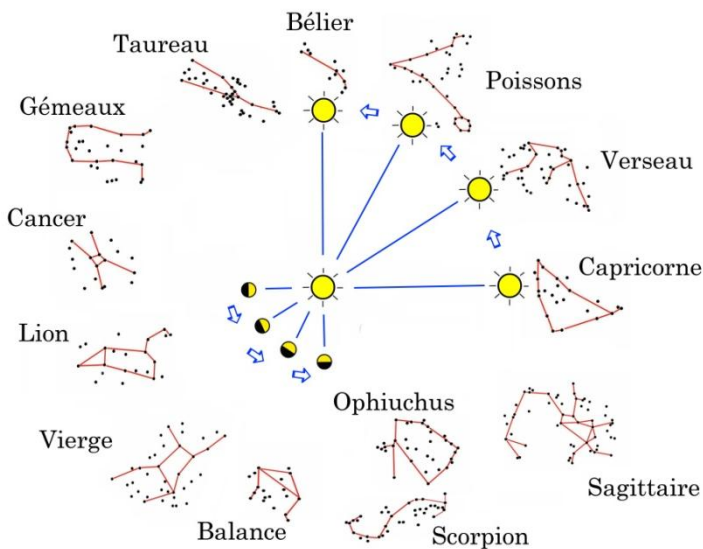 Bélier
Taureau
Poissons
Gémeaux
Verseau
Cancer
Capricorne
Lion
Ophiuchus
Vierge
Sagittaire
Balance
Scorpion